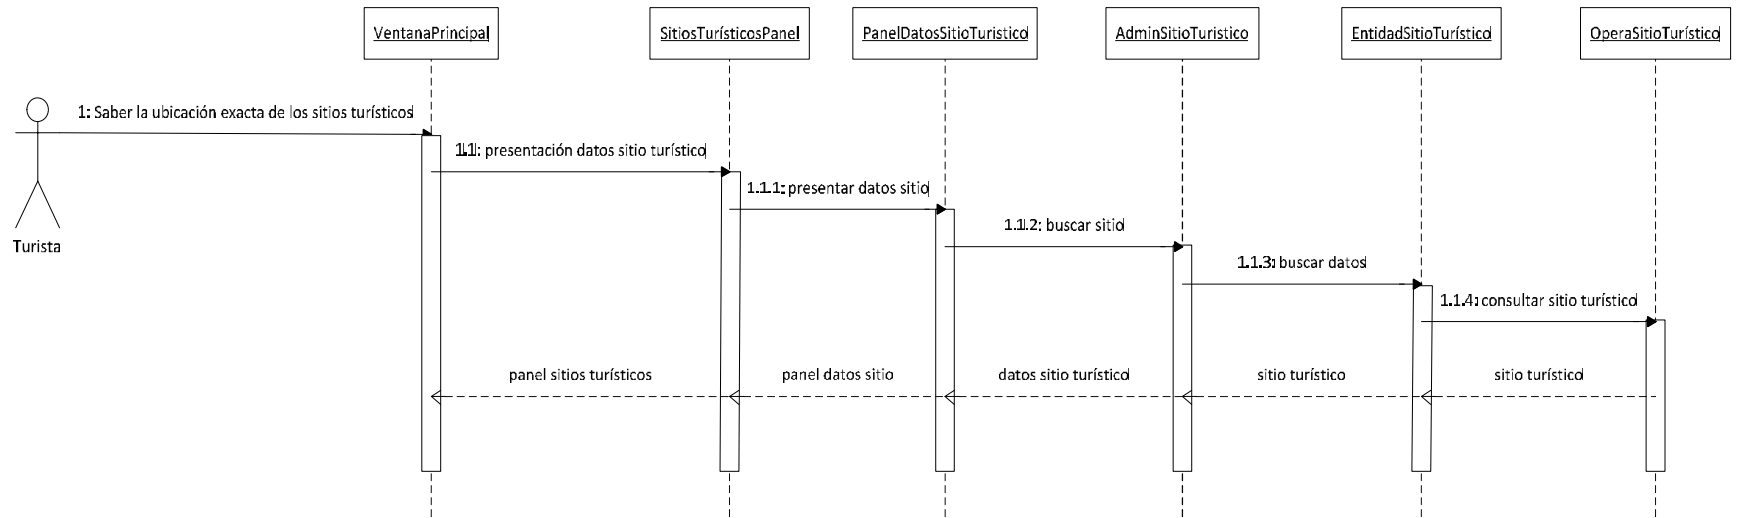 VentanaPrincipal
SitiosTurísticosPanel
PanelDatosSitioTuristico
AdminSitioTuristico
EntidadSitioTurístico
OperaSitioTurístico
1: Saber la ubicación exacta de los sitios turísticos
1.1: presentación datos sitio turístico
1.1.1: presentar datos sitio
1.1.2: buscar sitio
Turista
1.1.3: buscar datos
1.1.4: consultar sitio turístico
panel sitios turísticos
panel datos sitio
datos sitio turístico
sitio turístico
sitio turístico